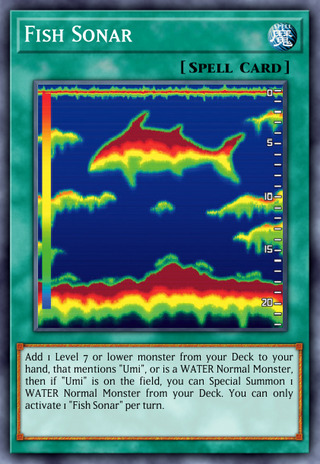 Fish Sonar
魔
[Spell Card]
0
5
10
15
20
Add 1 Level 7 or lower monster from your Deck to your
hand, that mentions "Umi", or is a WATER Normal Monster,
then if "Umi" is on the field, you can Special Summon 1
WATER Normal Monster from your Deck. You can only
activate 1 "Fish Sonar" per turn.